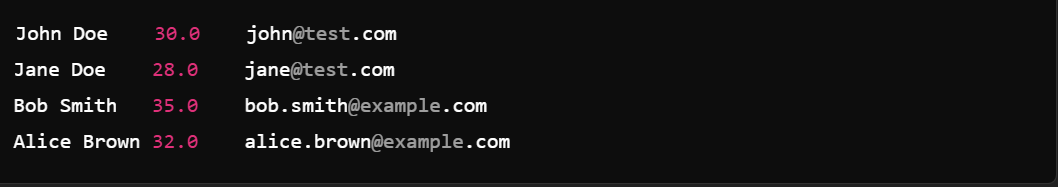 John Doe    30.0    john@test.com
Jane Doe    28.0    jane@test.com
Bob Smith   35.0    bob.smith@example.com
Alice Brown 32.0    alice.brown@example.com